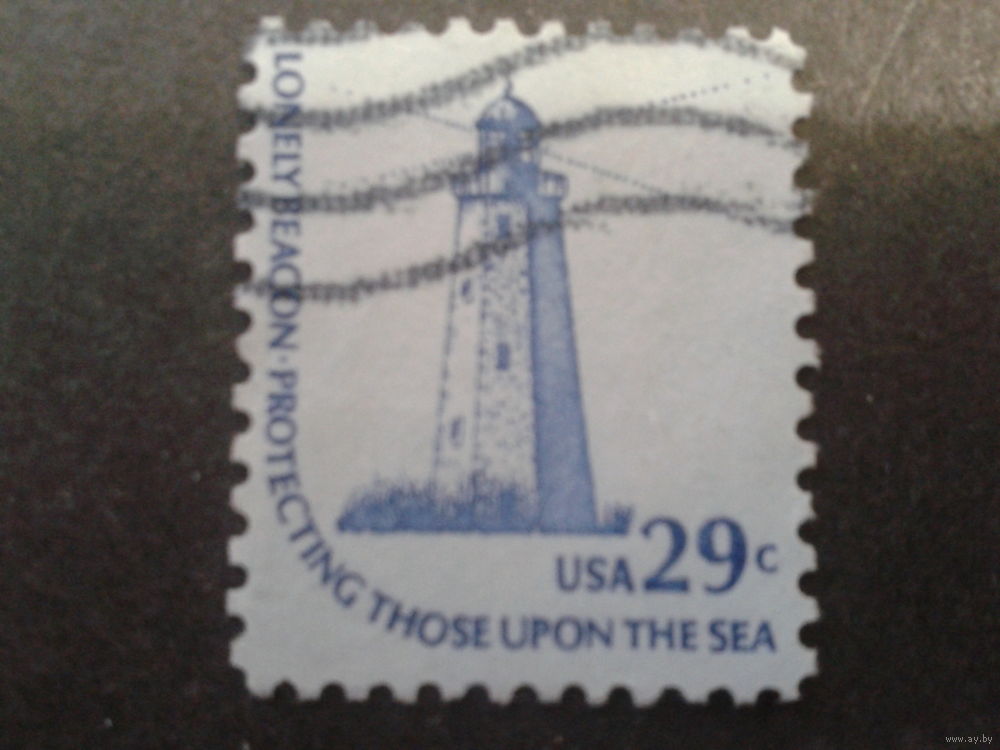 LONELY BEACON · PROTECTING THOSE UPON THE SEA
USA 29c
www.ay.by